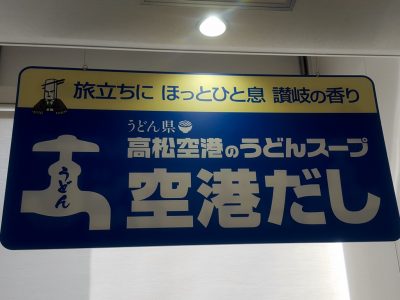 旅立ちに ほっとひと息 讃岐の香り
うどん県
高松空港のうどんスープ
空港だし
うどん